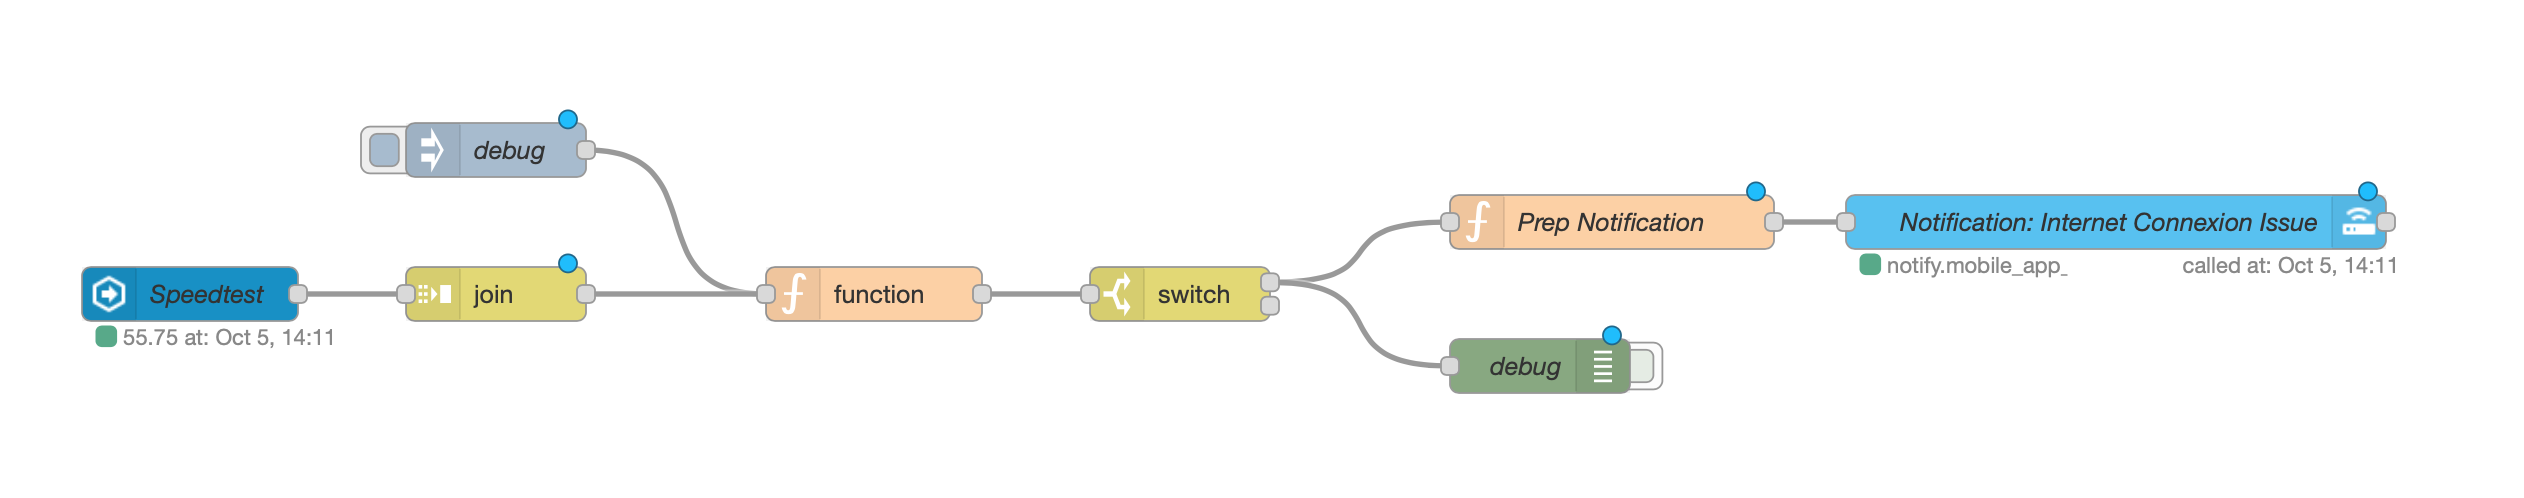 debug
Speedtest
55.75 at: Oct 5, 14:11
join
function
switch
Prep Notification
Notification: Internet Connexion Issue
notify.mobile_app_ called at: Oct 5, 14:11
debug